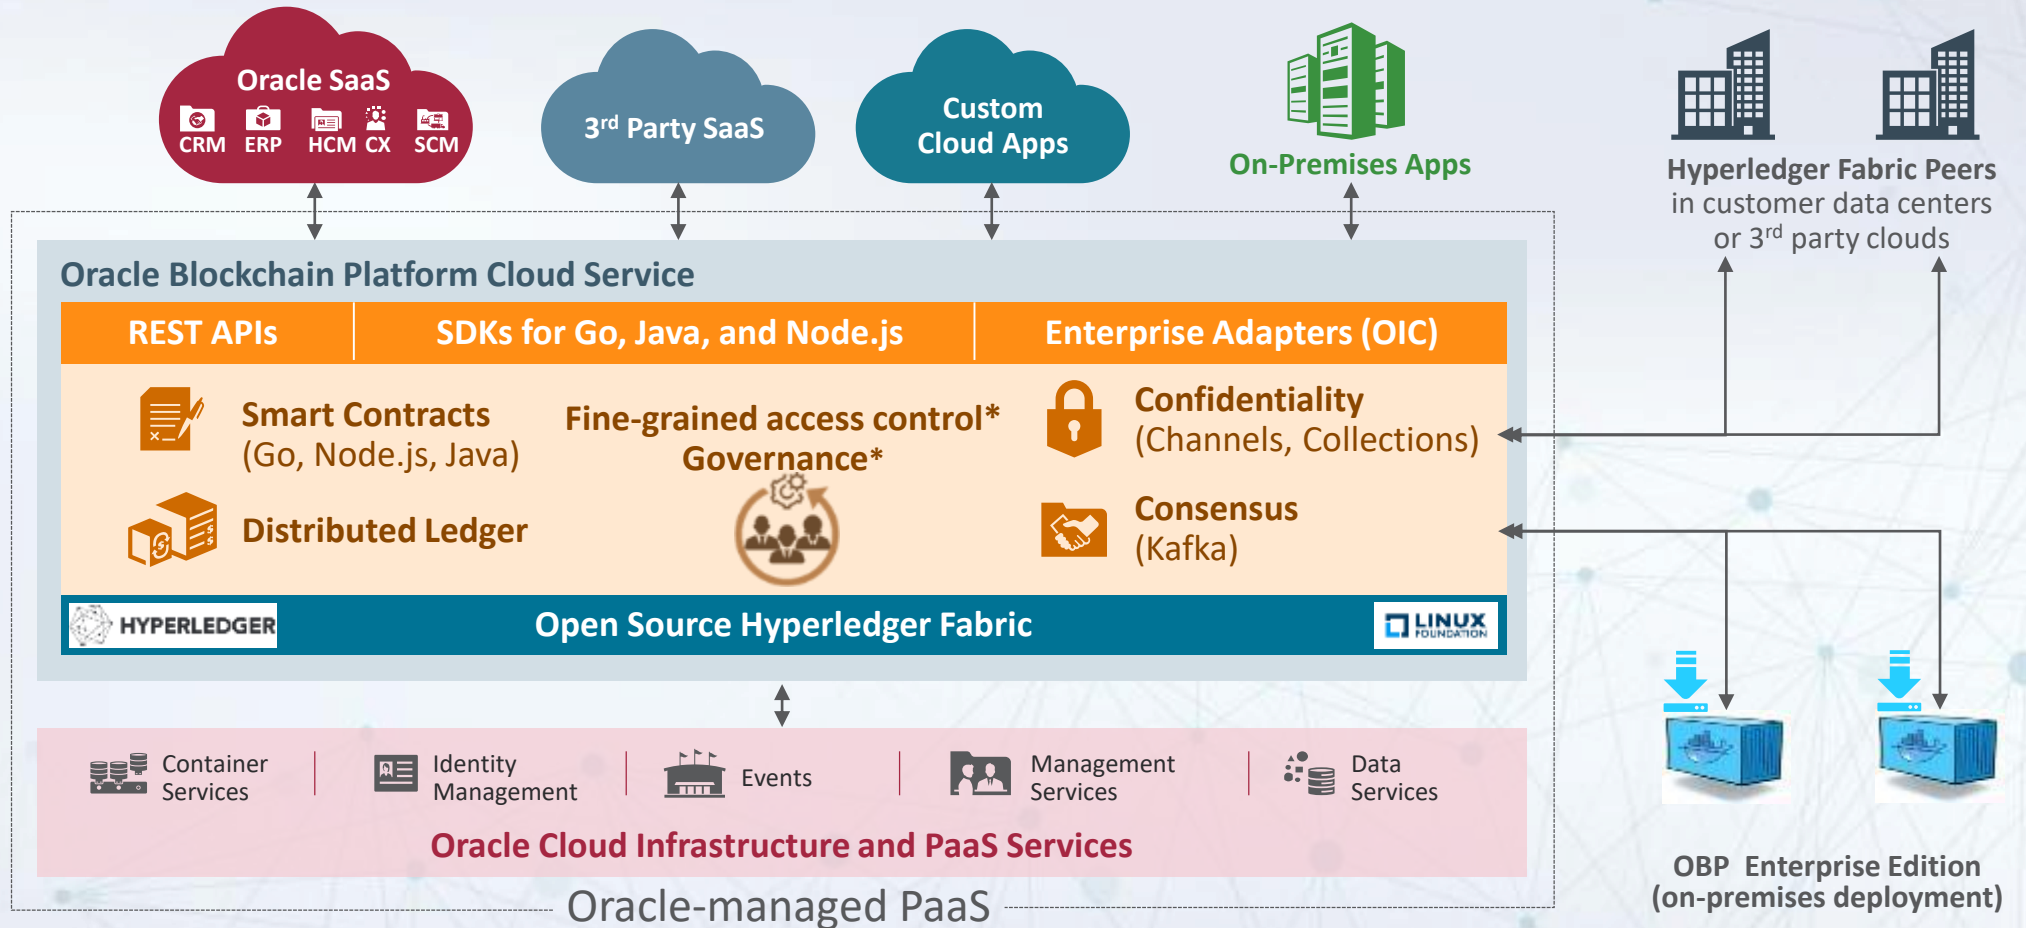 Oracle SaaS
CRM ERP HCM CX SCM
3rd Party SaaS
Custom
Cloud Apps
On-Premises Apps
Hyperledger Fabric Peers
in customer data centers
or 3rd party clouds
Oracle Blockchain Platform Cloud Service
REST APIs
SDKs for Go, Java, and Node.js
Enterprise Adapters (OIC)
Smart Contracts
(Go, Node.js, Java)
Distributed Ledger
Fine-grained access control*
Governance*
Confidentiality
(Channels, Collections)
Consensus
(Kafka)
HYPERLEDGER
Open Source Hyperledger Fabric
LINUX
FOUNDATION
Container
Services
Identity
Management
Events
Management
Services
Data
Services
Oracle Cloud Infrastructure and PaaS Services
Oracle-managed PaaS
OBP Enterprise Edition
(on-premises deployment)